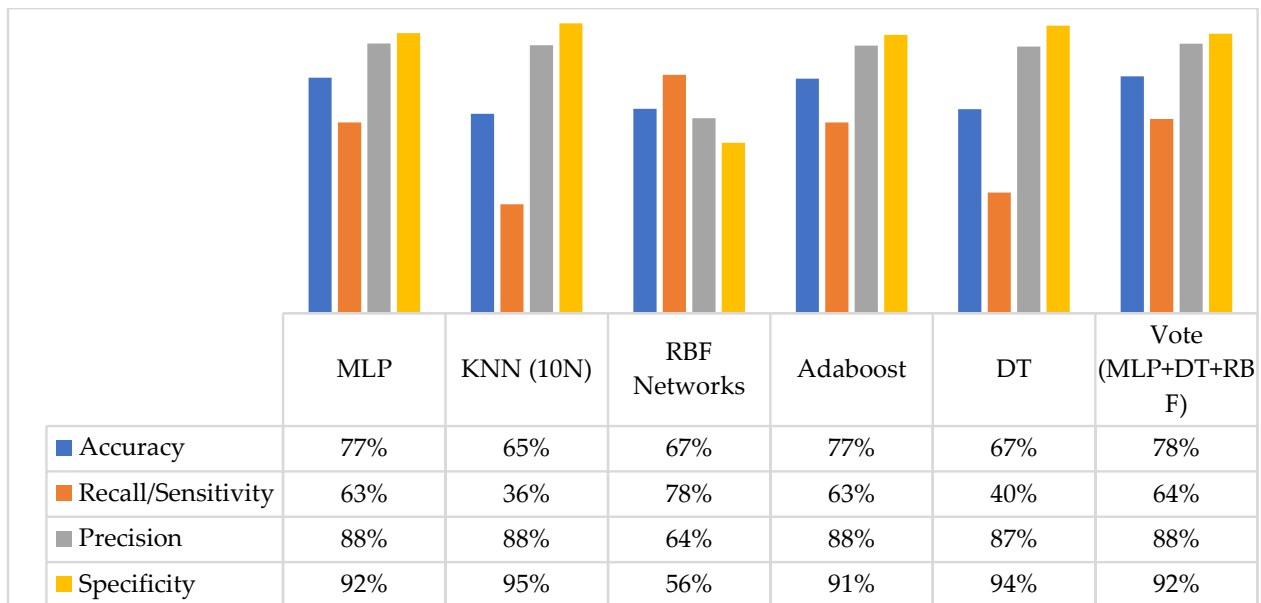 MLP KNN (10N) RBF Networks Adaboost DT Vote (MLP+DT+RBF)
Accuracy 77% 65% 67% 77% 67% 78%
Recall/Sensitivity 63% 36% 78% 63% 40% 64%
Precision 88% 88% 64% 88% 87% 88%
Specificity 92% 95% 56% 91% 94% 92%